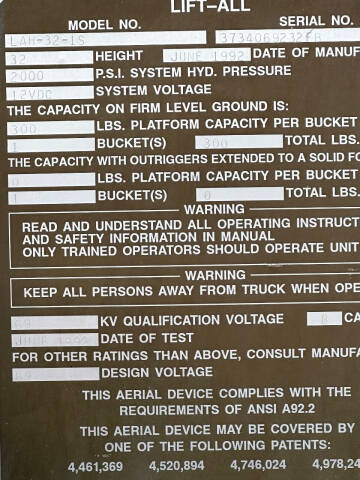 LIFT-ALL
MODEL NO. SERIAL NO.
LAN-32-1S
32 HEIGHT JUNE 1992 DATE OF MANUF
2000 P.S.I. SYSTEM HYD. PRESSURE
12VDC SYSTEM VOLTAGE
THE CAPACITY ON FIRM LEVEL GROUND IS:
300 LBS. PLATFORM CAPACITY PER BUCKET
1 BUCKET(S) 300 TOTAL LBS.
THE CAPACITY WITH OUTRIGGERS EXTENDED TO A SOLID FO
0 LBS. PLATFORM CAPACITY PER BUCKET
1 BUCKET(S) 0 TOTAL LBS.
WARNING
READ AND UNDERSTAND ALL OPERATING INSTRUCT
AND SAFETY INFORMATION IN MANUAL
ONLY TRAINED OPERATORS SHOULD OPERATE UNIT
WARNING
KEEP ALL PERSONS AWAY FROM TRUCK WHEN OPE
69 KV QUALIFICATION VOLTAGE B CA
JUNE 1992 DATE OF TEST
FOR OTHER RATINGS THAN ABOVE, CONSULT MANUFA
69 DESIGN VOLTAGE
THIS AERIAL DEVICE COMPLIES WITH THE
REQUIREMENTS OF ANSI A92.2
THIS AERIAL DEVICE MAY BE COVERED BY
ONE OF THE FOLLOWING PATENTS:
4,461,369 4,520,894 4,746,024 4,978,24